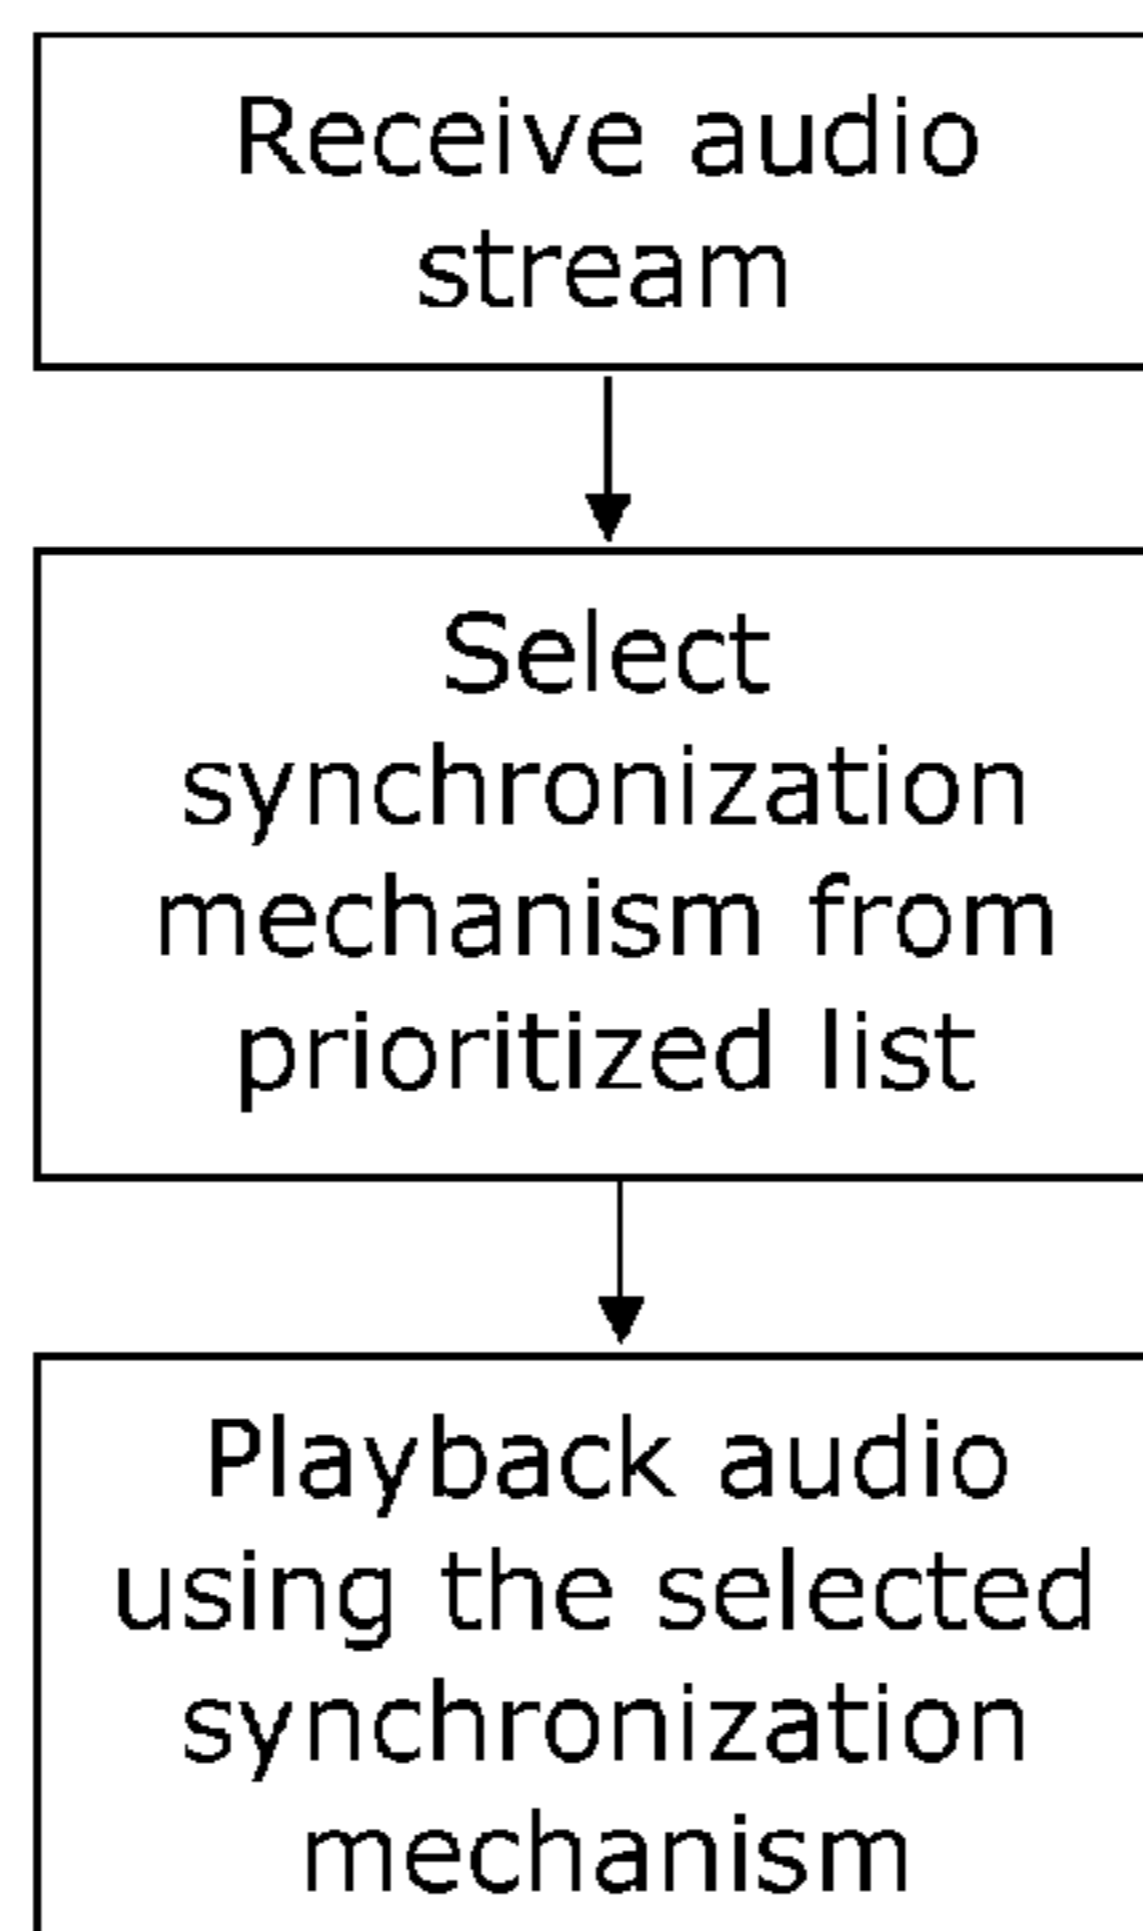 Receive audio
stream
Select
synchronization
mechanism from
prioritized list
Playback audio
using the selected
synchronization
mechanism